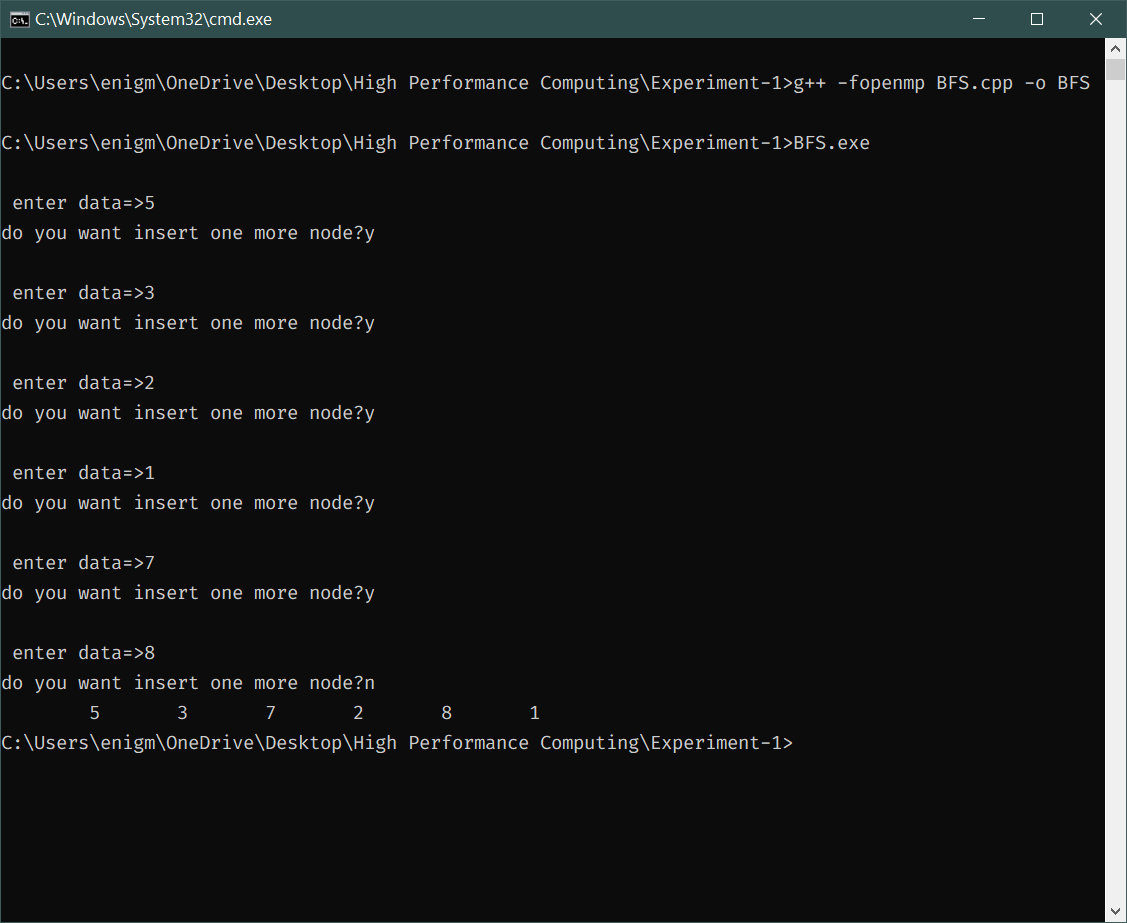 C:\Windows\System32\cmd.exe
C:\Users\enigm\OneDrive\Desktop\High Performance Computing\Experiment-1>g++ -fopenmp BFS.cpp -o BFS
C:\Users\enigm\OneDrive\Desktop\High Performance Computing\Experiment-1>BFS.exe
enter data=>5
do you want insert one more node?y
enter data=>3
do you want insert one more node?y
enter data=>2
do you want insert one more node?y
enter data=>1
do you want insert one more node?y
enter data=>7
do you want insert one more node?y
enter data=>8
do you want insert one more node?n
5 3 7 2 8 1
C:\Users\enigm\OneDrive\Desktop\High Performance Computing\Experiment-1>